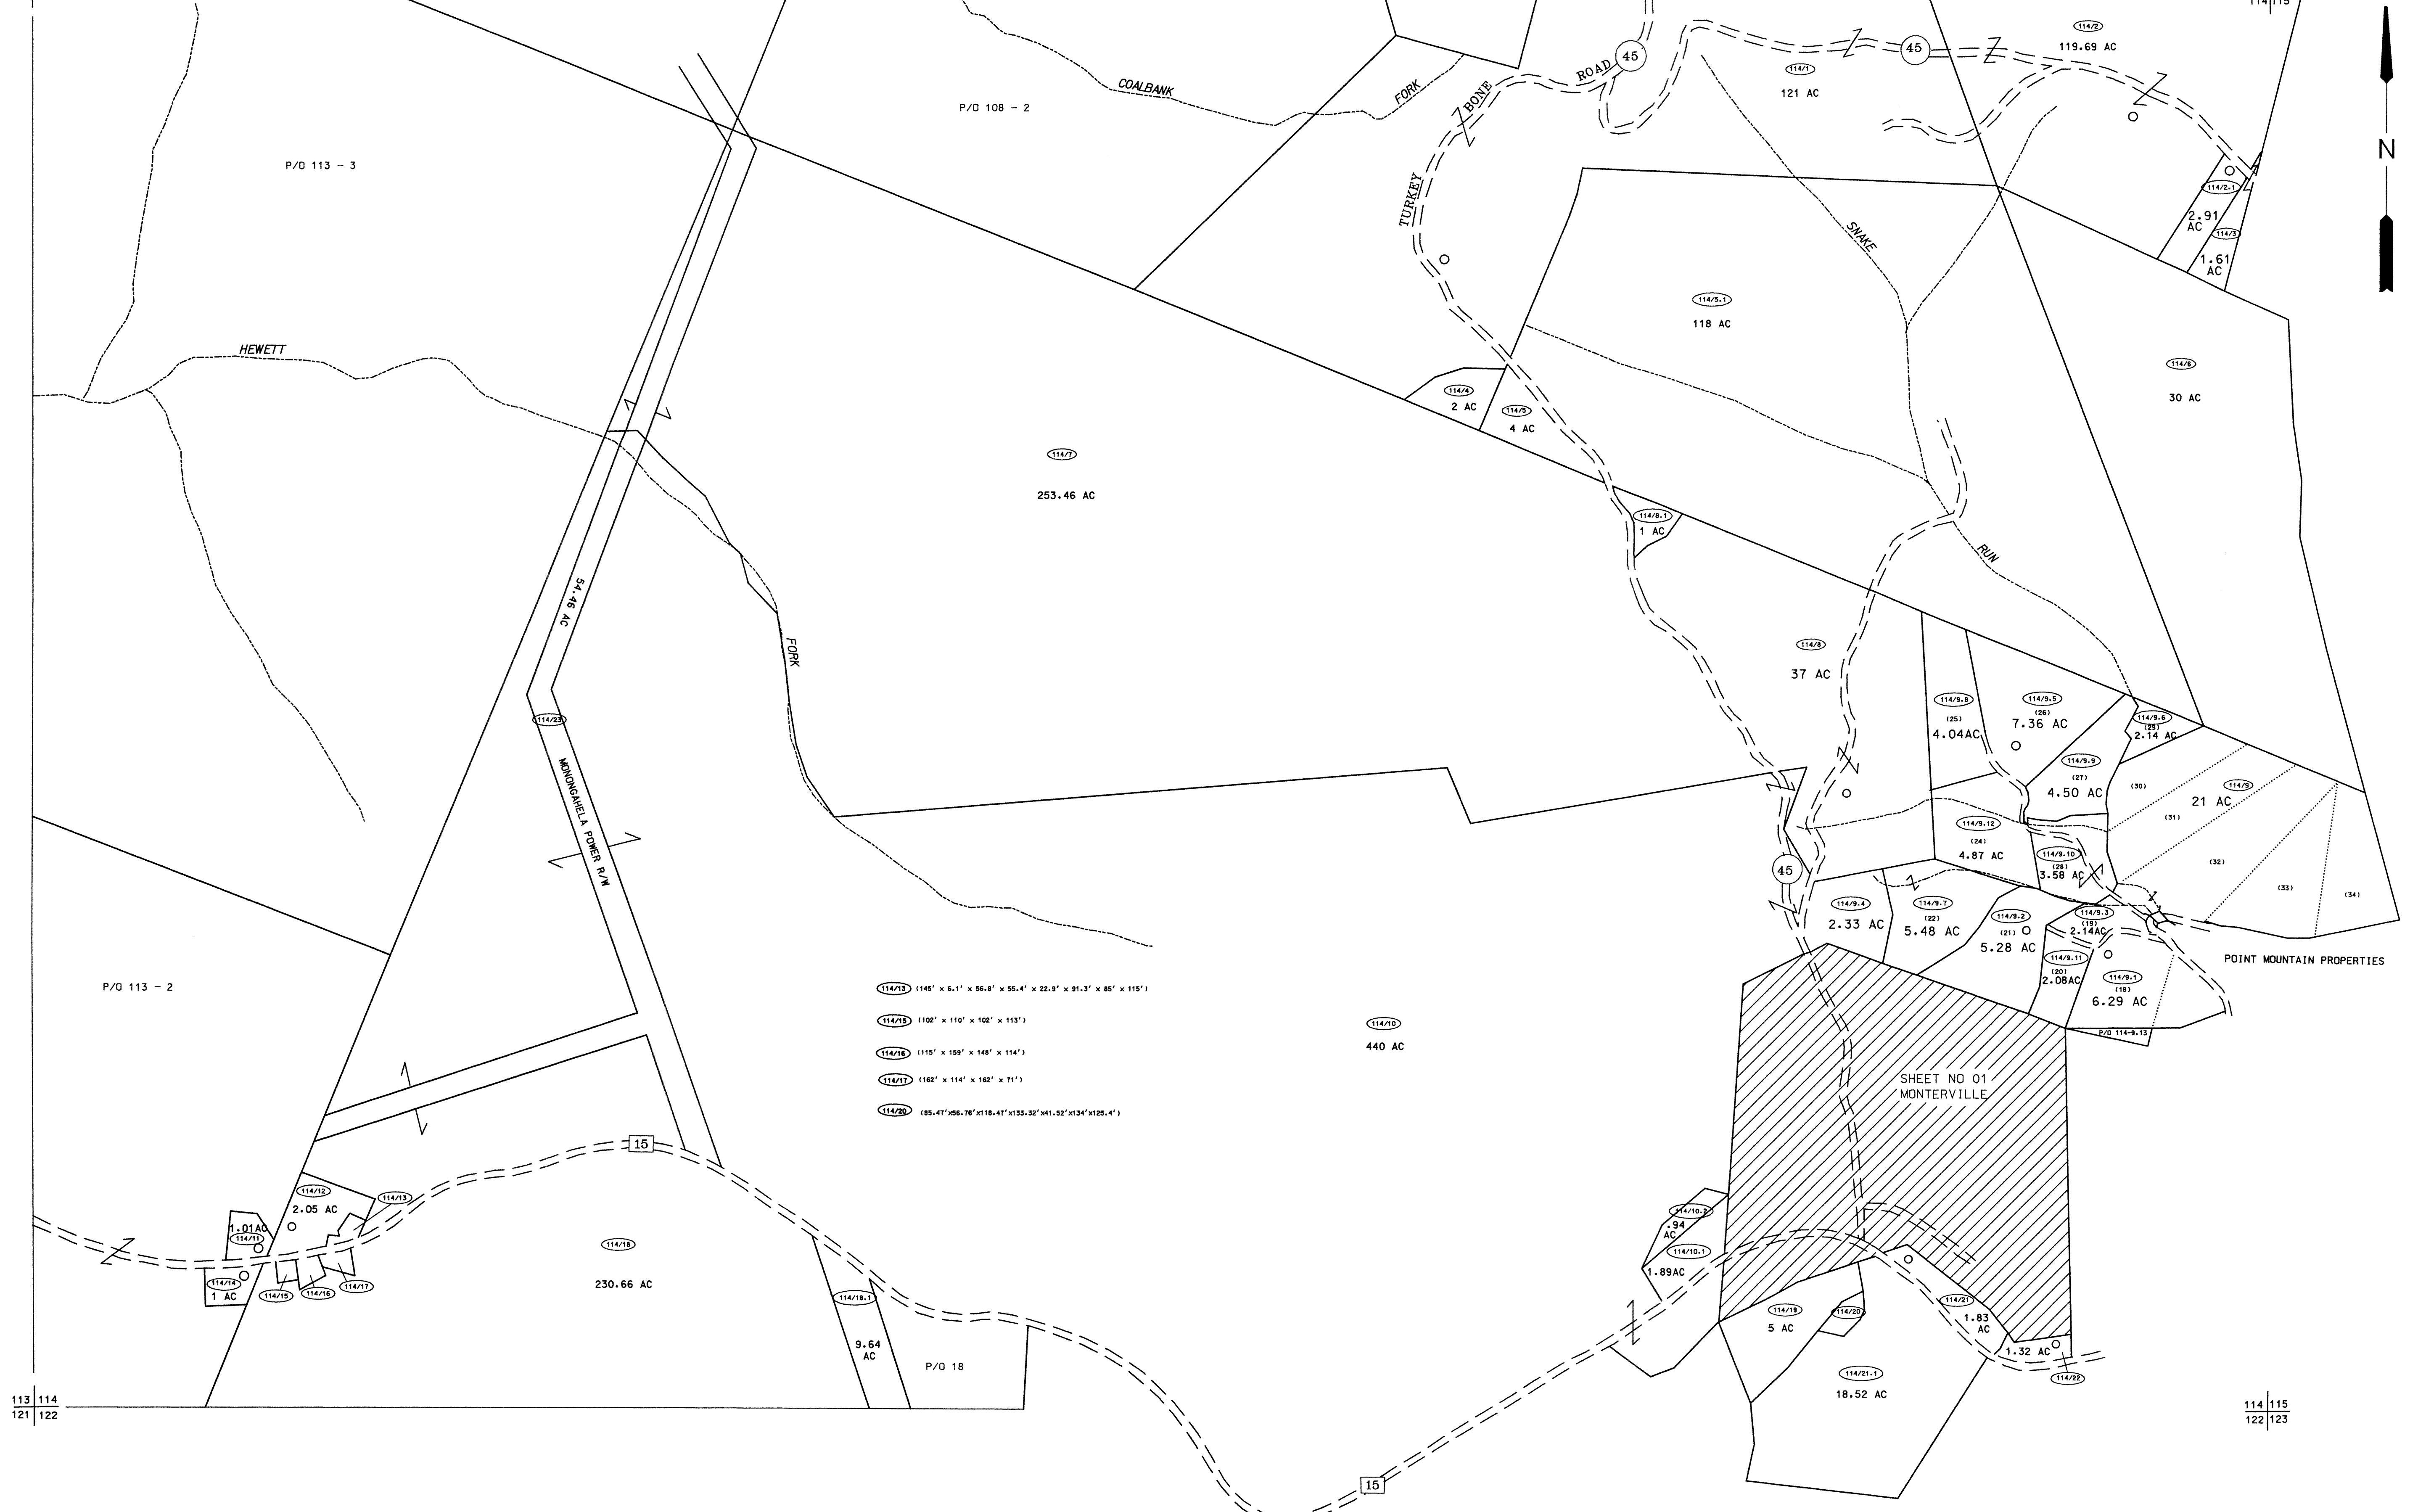 114 115
114/2
119.69 AC
45
45
ROAD
BONE
TURKEY
114/1
121 AC
COALBANK
FORK
P/O 108 - 2
P/O 113 - 3
N
114/2.1
2.91
AC
114/3
1.61
AC
SNAKE
114/5.1
118 AC
HEWETT
114/6
30 AC
114/4
2 AC
114/5
4 AC
114/7
253.46 AC
114/8.1
1 AC
RUN
54.46 AC
FORK
114/8
37 AC
114/9.8
(25)
4.04AC
114/9.5
(26)
7.36 AC
114/9.6
(29)
2.14 AC
114/23
MONONGAHELA POWER R/W
114/9.9
(27)
4.50 AC
(30)
114/9
21 AC
(31)
114/9.12
(24)
4.87 AC
114/9.10
(28)
3.58 AC
(32)
(33)
(34)
45
114/9.4
2.33 AC
114/9.7
(22)
5.48 AC
114/9.2
(21)
5.28 AC
114/9.3
(19)
2.14AC
114/9.11
(20)
2.08AC
114/9.1
(18)
6.29 AC
POINT MOUNTAIN PROPERTIES
P/O 114-9.13
P/O 113 - 2
114/13 (145' x 6.1' x 56.8' x 55.4' x 22.9' x 91.3' x 85' x 115')
114/15 (102' x 110' x 102' x 113')
114/16 (115' x 159' x 148' x 114')
114/17 (162' x 114' x 162' x 71')
114/20 (85.47'x56.76'x118.47'x133.32'x41.52'x134'x125.4')
114/10
440 AC
SHEET NO 01
MONTERVILLE
15
114/12
2.05 AC
114/13
1.01AC
114/11
114/14
1 AC
114/15
114/16
114/17
114/18
230.66 AC
114/18.1
9.64
AC
P/O 18
114/10.2
.94
AC
114/10.1
1.89AC
114/19
5 AC
114/20
114/21
1.83
AC
1.32 AC
114/22
114/21.1
18.52 AC
15
113 114
121 122
114 115
122 123